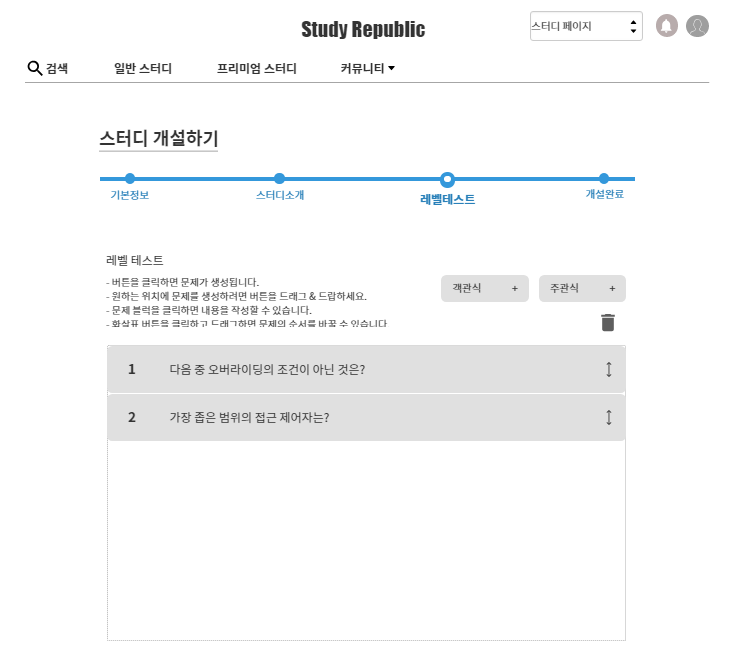 Study Republic
스터디 페이지
검색 일반 스터디 프리미엄 스터디 커뮤니티
스터디 개설하기
기본정보 스터디소개 레벨테스트 개설완료
레벨 테스트
- 버튼을 클릭하면 문제가 생성됩니다.
- 원하는 위치에 문제를 생성하려면 버튼을 드래그 & 드랍하세요.
- 문제 블럭을 클릭하면 내용을 작성할 수 있습니다.
- 화살표 버튼을 클릭하고 드래그하면 문제의 순서를 바꿀 수 있습니다
객관식 + 주관식 +
1 다음 중 오버라이딩의 조건이 아닌 것은?
2 가장 좁은 범위의 접근 제어자는?